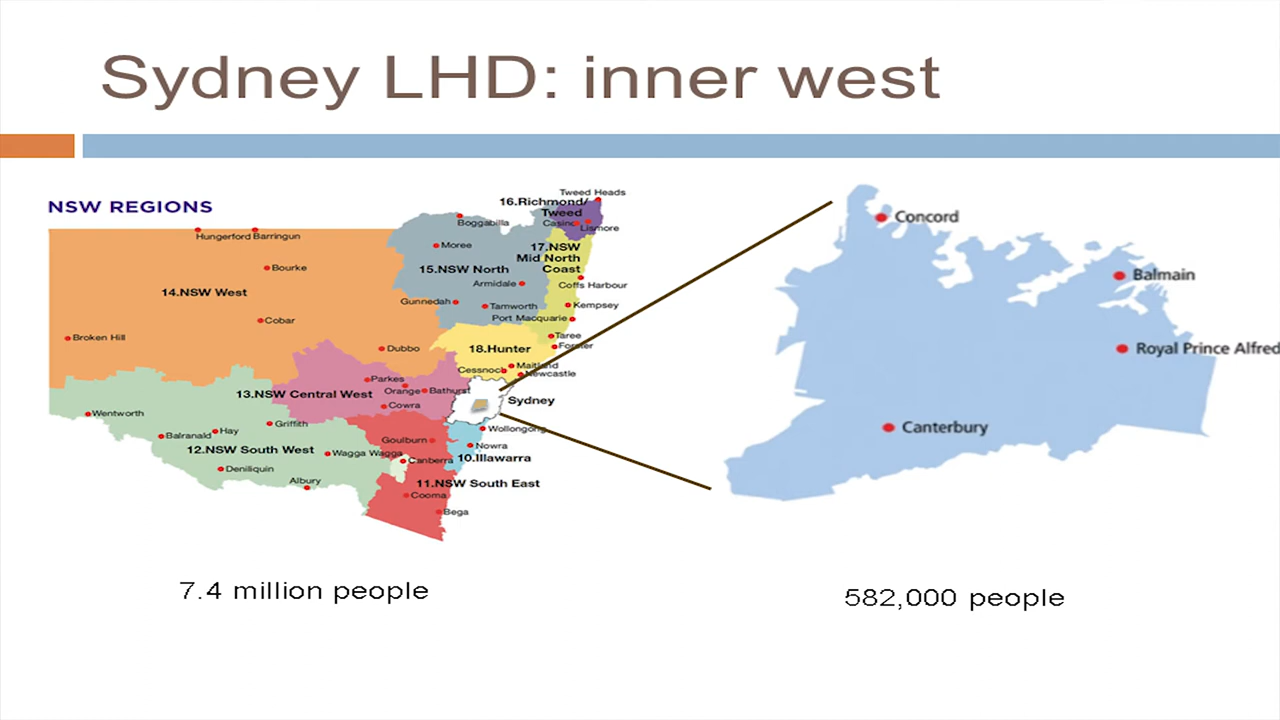 Sydney LHD: inner west
NSW REGIONS
Tweed Heads
16.Richmond/
Tweed
Casino
Lismore
Boggabilla
Hungerford
Barringun
Moree
17.NSW
Mid North
Coast
Bourke
15.NSW North
Armidale
Coffs Harbour
14.NSW West
Gunnedah
Tamworth
Kempsey
Port Macquarie
Cobar
Broken Hill
Dubbo
18.Hunter
Taree
Forster
Cessnock
Maitland
Newcastle
Parkes
13.NSW Central West
Orange
Bathurst
Sydney
Cowra
Wentworth
Griffith
Balranald
Hay
Goulburn
Wollongong
Nowra
12.NSW South West
Wagga Wagga
Canberra
10.Illawarra
Deniliquin
Albury
11.NSW South East
Cooma
Bega
Concord
Balmain
Royal Prince Alfred
Canterbury
7.4 million people
582,000 people